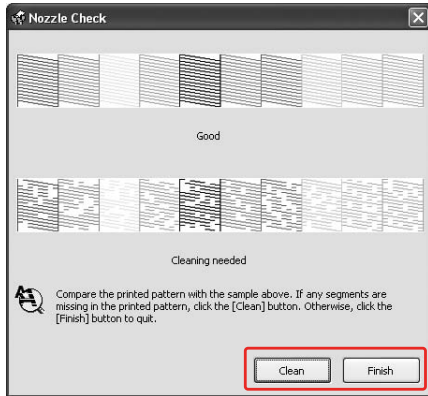 Nozzle Check
Good
Cleaning needed
Compare the printed pattern with the sample above. If any segments are
missing in the printed pattern, click the [Clean] button. Otherwise, click the
[Finish] button to quit.
Clean
Finish